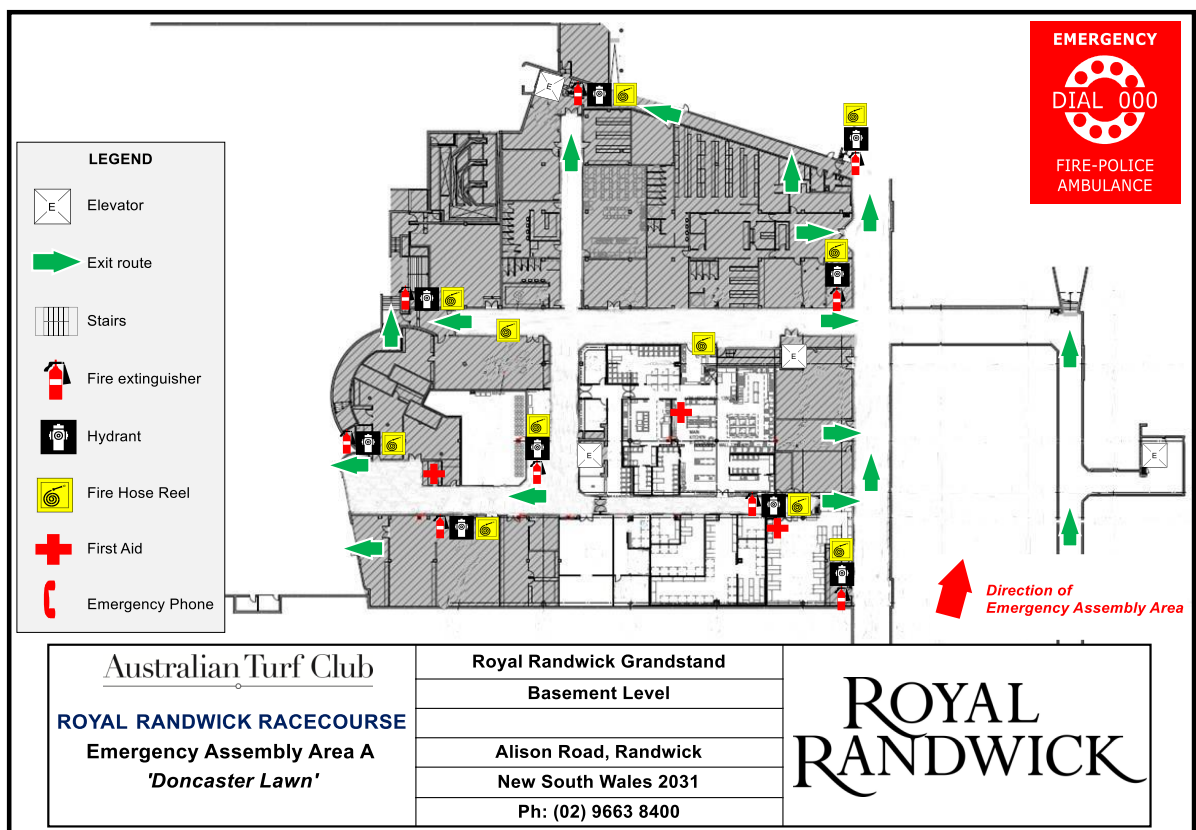 EMERGENCY
DIAL 000
FIRE-POLICE
AMBULANCE
LEGEND
E
Elevator
Exit route
Stairs
Fire extinguisher
Hydrant
Fire Hose Reel
First Aid
Emergency Phone
E
E
E
E
MAIN
KITCHEN
Direction of
Emergency Assembly Area
Australian Turf Club
ROYAL RANDWICK RACECOURSE
Emergency Assembly Area A
'Doncaster Lawn'
Royal Randwick Grandstand
Basement Level
Alison Road, Randwick
New South Wales 2031
Ph: (02) 9663 8400
ROYAL
RANDWICK